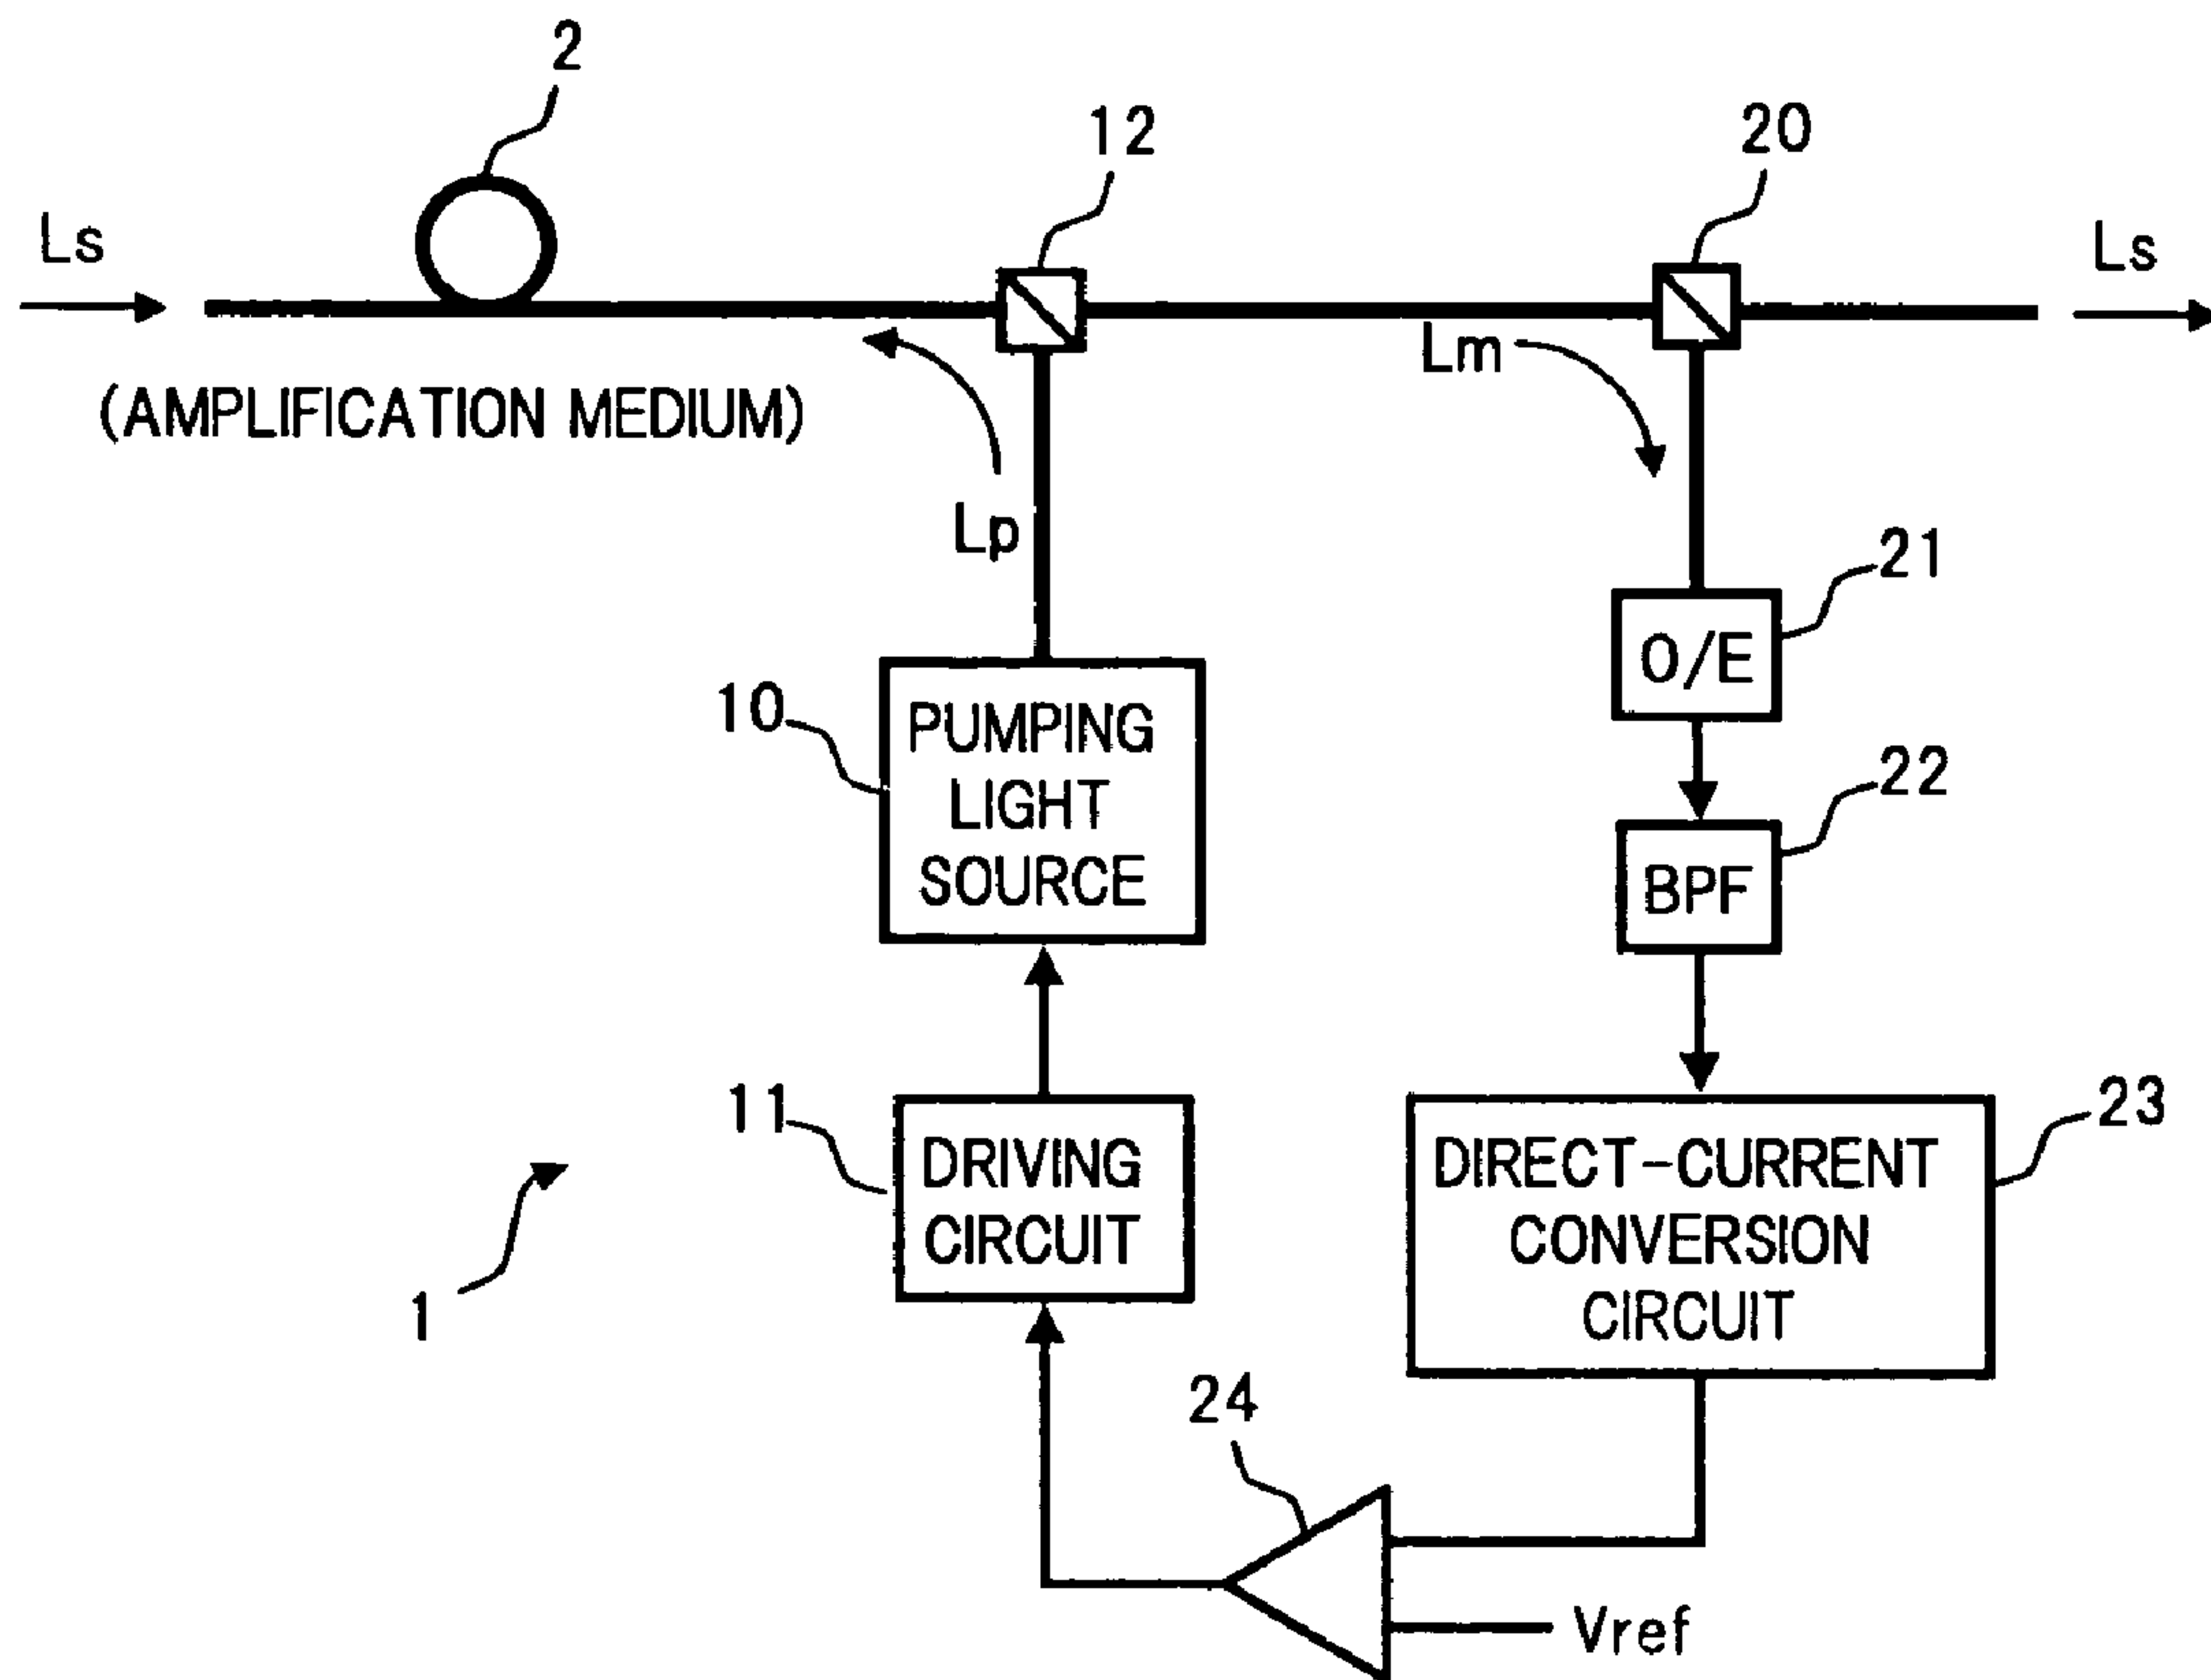 2
12
20
Ls
Ls
Lm
(AMPLIFICATION MEDIUM)
Lp
21
O/E
10
PUMPING
LIGHT
SOURCE
22
BPF
11
DRIVING
CIRCUIT
23
DIRECT-CURRENT
CONVERSION
CIRCUIT
1
24
Vref